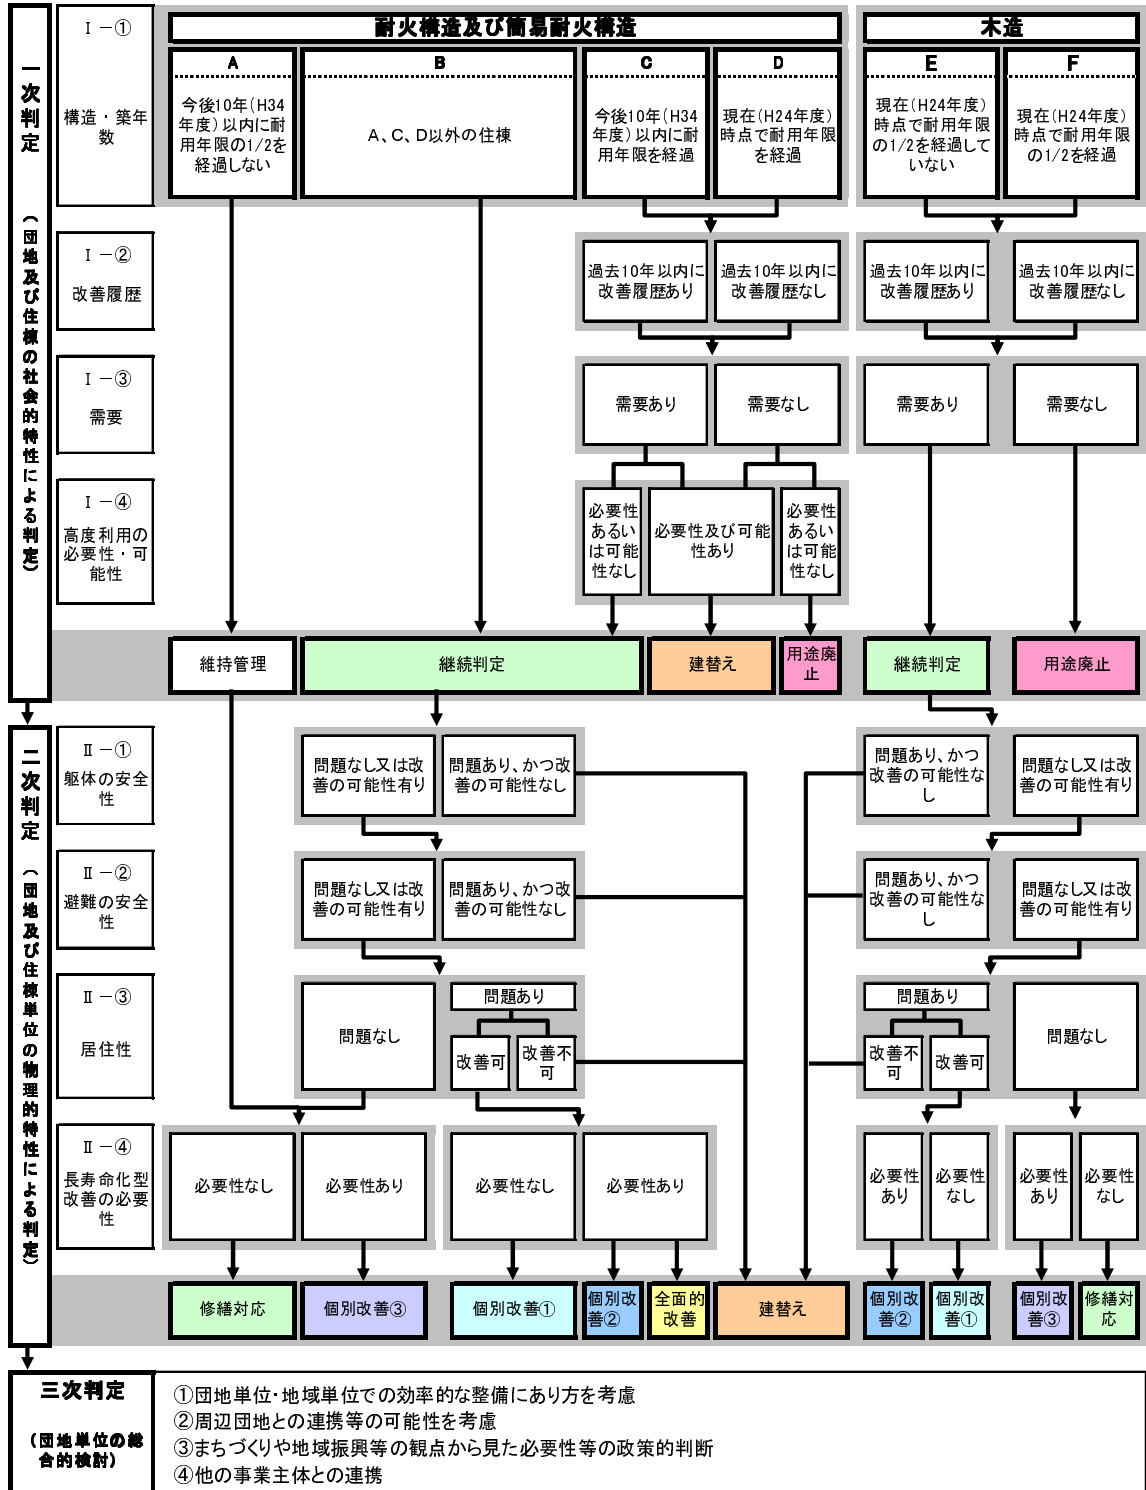 一次判定
（団地及び住棟の社会的特性による判定）
Ⅰ－①
構造・築年
数
耐火構造及び簡易耐火構造
木造
A
今後10年（H34
年度）以内に耐
用年限の1/2を
経過しない
B
A、C、D以外の住棟
C
今後10年（H34
年度）以内に耐
用年限を経過
D
現在（H24年度）
時点で耐用年限
を経過
E
現在（H24年度）
時点で耐用年限
の1/2を経過して
いない
F
現在（H24年度）
時点で耐用年限
の1/2を経過
Ⅰ－②
改善履歴
過去10年以内に
改善履歴あり
過去10年以内に
改善履歴なし
過去10年以内に
改善履歴あり
過去10年以内に
改善履歴なし
Ⅰ－③
需要
需要あり
需要なし
需要あり
需要なし
Ⅰ－④
高度利用の
必要性・可
能性
必要性
あるい
は可能
性なし
必要性及び可能
性あり
必要性
あるい
は可能
性なし
維持管理
継続判定
建替え
用途廃
止
継続判定
用途廃止
二次判定
（団地及び住棟単位の物理的特性による判定）
Ⅱ－①
躯体の安全
性
問題なし又は改
善の可能性有り
問題あり、かつ改
善の可能性なし
問題あり、かつ
改善の可能性な
し
問題なし又は改
善の可能性有り
Ⅱ－②
避難の安全
性
問題なし又は改
善の可能性有り
問題あり、かつ改
善の可能性なし
問題あり、かつ
改善の可能性な
し
問題なし又は改
善の可能性有り
Ⅱ－③
居住性
問題なし
問題あり
改善可
改善不
可
問題あり
改善不
可
改善可
問題なし
Ⅱ－④
長寿命化型
改善の必要
性
必要性なし
必要性あり
必要性なし
必要性あり
必要性
あり
必要性
なし
必要性
あり
必要性
なし
修繕対応
個別改善③
個別改善①
個別改
善②
全面的
改善
建替え
個別改
善②
個別改
善①
個別改
善③
修繕対
応
三次判定
（団地単位の総
合的検討）
①団地単位・地域単位での効率的な整備にあり方を考慮
②周辺団地との連携等の可能性を考慮
③まちづくりや地域振興等の観点から見た必要性等の政策的判断
④他の事業主体との連携